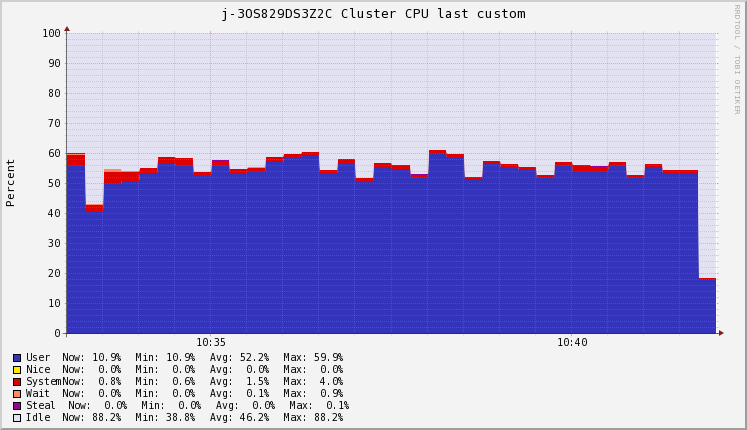 j-3OS829DS3Z2C Cluster CPU last custom
RRDTOOL / TOBI OETIKER
Percent
100
90
80
70
60
50
40
30
20
10
0
10:35 10:40
User Now: 10.9% Min: 10.9% Avg: 52.2% Max: 59.9%
Nice Now: 0.0% Min: 0.0% Avg: 0.0% Max: 0.0%
System Now: 0.8% Min: 0.6% Avg: 1.5% Max: 4.0%
Wait Now: 0.0% Min: 0.0% Avg: 0.1% Max: 0.9%
Steal Now: 0.0% Min: 0.0% Avg: 0.0% Max: 0.1%
Idle Now: 88.2% Min: 38.8% Avg: 46.2% Max: 88.2%